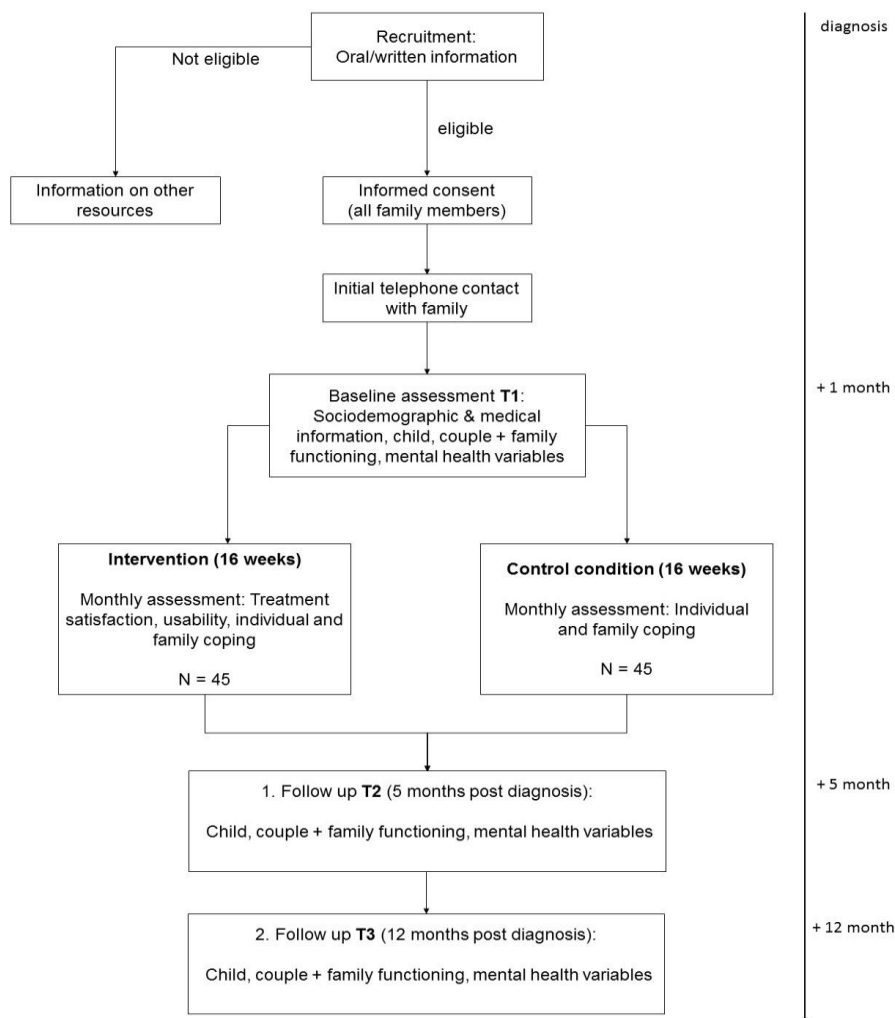 Recruitment:
Oral/written information
diagnosis
Not eligible
eligible
Information on other
resources
Informed consent
(all family members)
Initial telephone contact
with family
Baseline assessment T1:
Sociodemographic & medical
information, child, couple + family
functioning, mental health variables
+ 1 month
Intervention (16 weeks)
Monthly assessment: Treatment
satisfaction, usability, individual and
family coping
N = 45
Control condition (16 weeks)
Monthly assessment: Individual
and family coping
N = 45
1. Follow up T2 (5 months post diagnosis):
Child, couple + family functioning, mental health variables
+ 5 month
2. Follow up T3 (12 months post diagnosis):
Child, couple + family functioning, mental health variables
+ 12 month